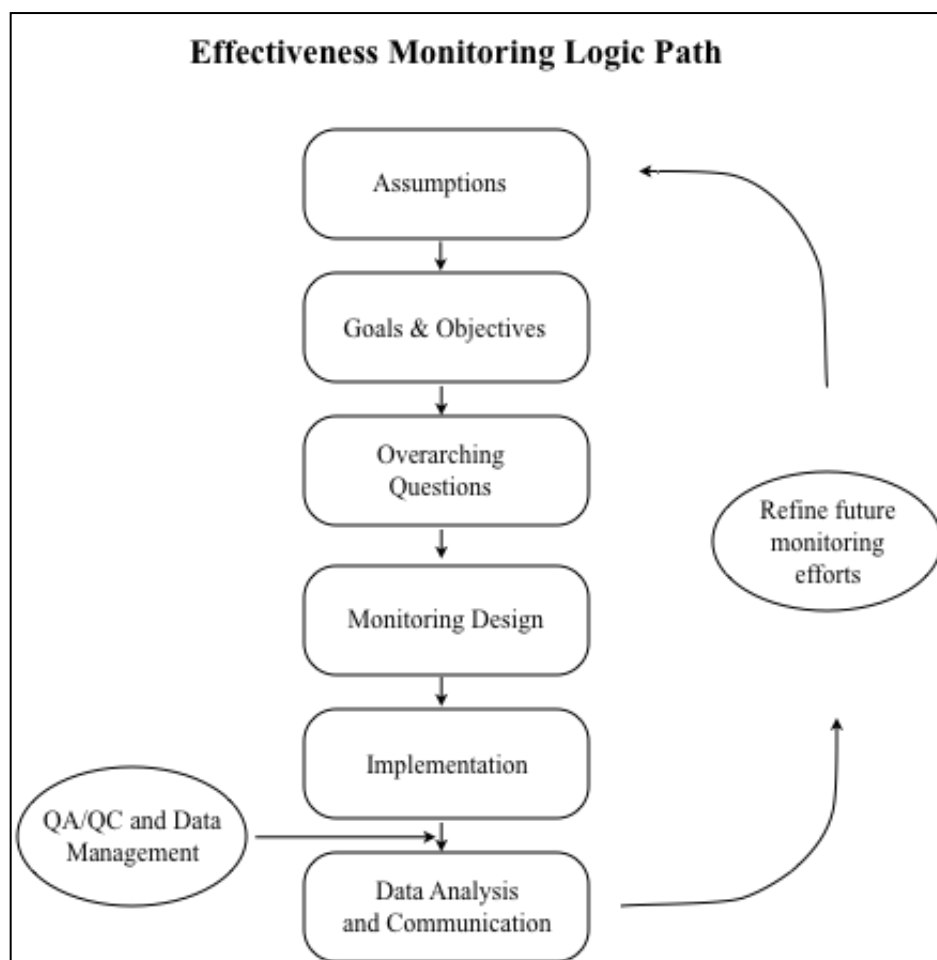 Effectiveness Monitoring Logic Path
Assumptions
Goals & Objectives
Overarching
Questions
Monitoring Design
Implementation
QA/QC and Data
Management
Data Analysis
and Communication
Refine future
monitoring
efforts